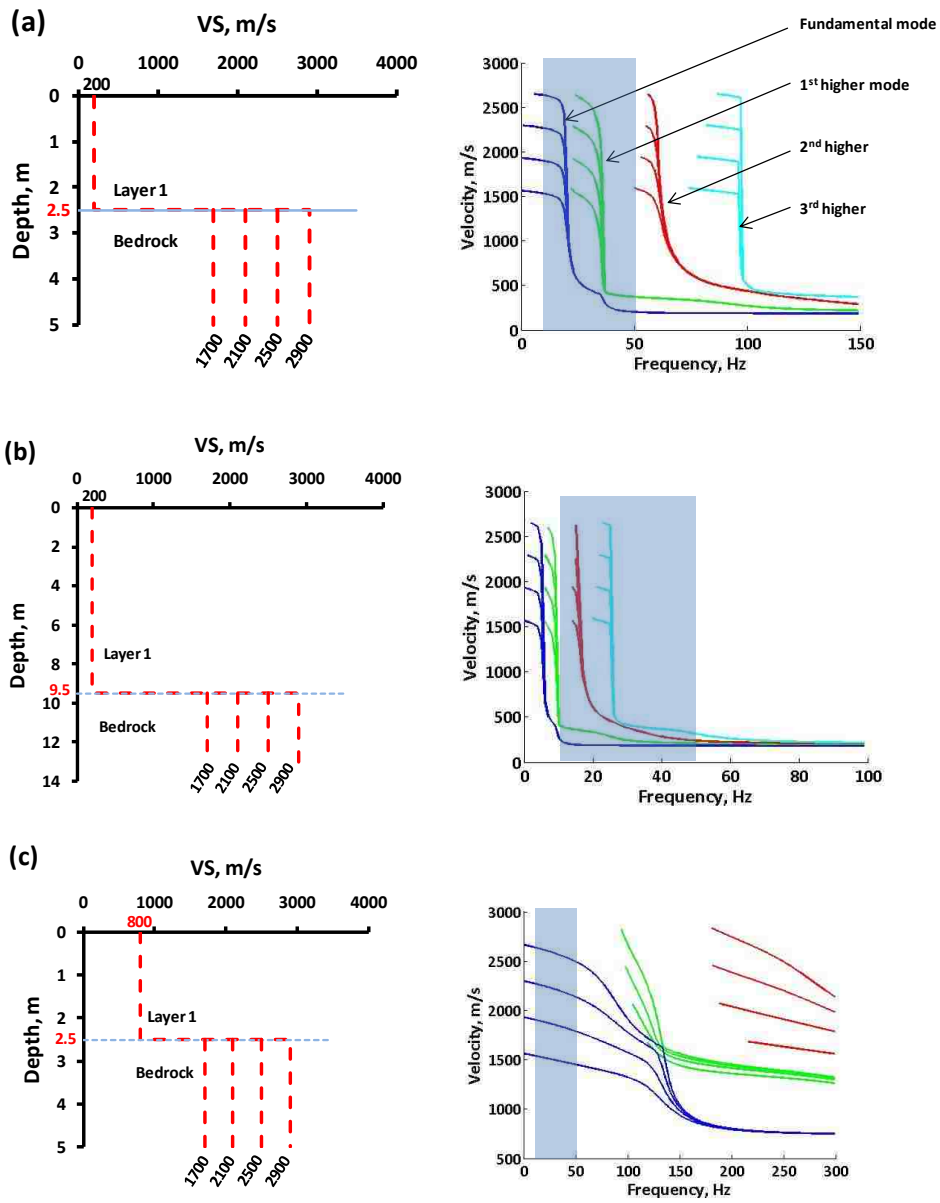 (a)
VS, m/s
0 1000 2000 3000 4000
200
0
1
2
2.5
3
4
5
Depth, m
Layer 1
Bedrock
1700
2100
2500
2900
Fundamental mode
1st higher mode
2nd higher
3rd higher
3000
2500
2000
1500
1000
500
0
Velocity, m/s
0 50 100 150
Frequency, Hz
(b)
VS, m/s
0 1000 2000 3000 4000
200
0
2
4
6
8
9.5
10
12
14
Depth, m
Layer 1
Bedrock
1700
2100
2500
2900
3000
2500
2000
1500
1000
500
0
Velocity, m/s
0 20 40 60 80 100
Frequency, Hz
(c)
VS, m/s
0 1000 2000 3000 4000
800
0
1
2
2.5
3
4
5
Depth, m
Layer 1
Bedrock
1700
2100
2500
2900
3000
2500
2000
1500
1000
500
Velocity, m/s
0 50 100 150 200 250 300
Frequency, Hz